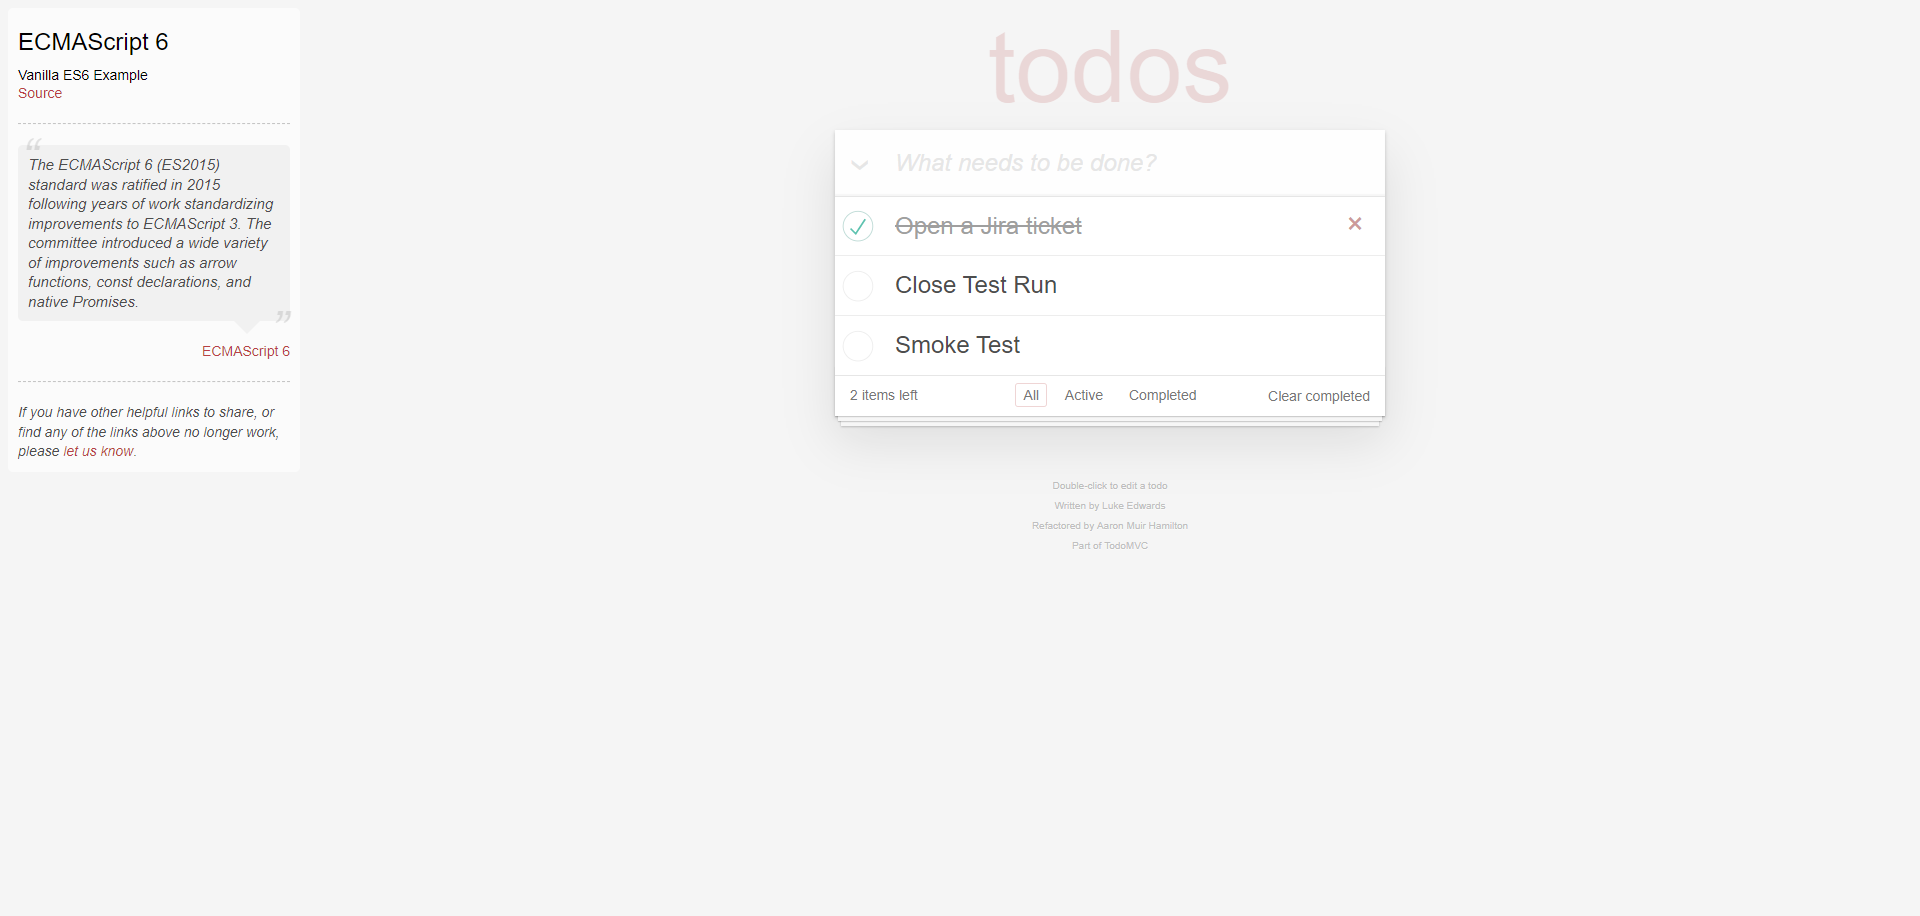 ECMAScript 6
Vanilla ES6 Example
Source
“
The ECMAScript 6 (ES2015)
standard was ratified in 2015
following years of work standardizing
improvements to ECMAScript 3. The
committee introduced a wide variety
of improvements such as arrow
functions, const declarations, and
native Promises.
”
ECMAScript 6
If you have other helpful links to share, or
find any of the links above no longer work,
please let us know.
todos
What needs to be done?
Open a Jira ticket
Close Test Run
Smoke Test
2 items left All Active Completed Clear completed
Double-click to edit a todo
Written by Luke Edwards
Refactored by Aaron Muir Hamilton
Part of TodoMVC